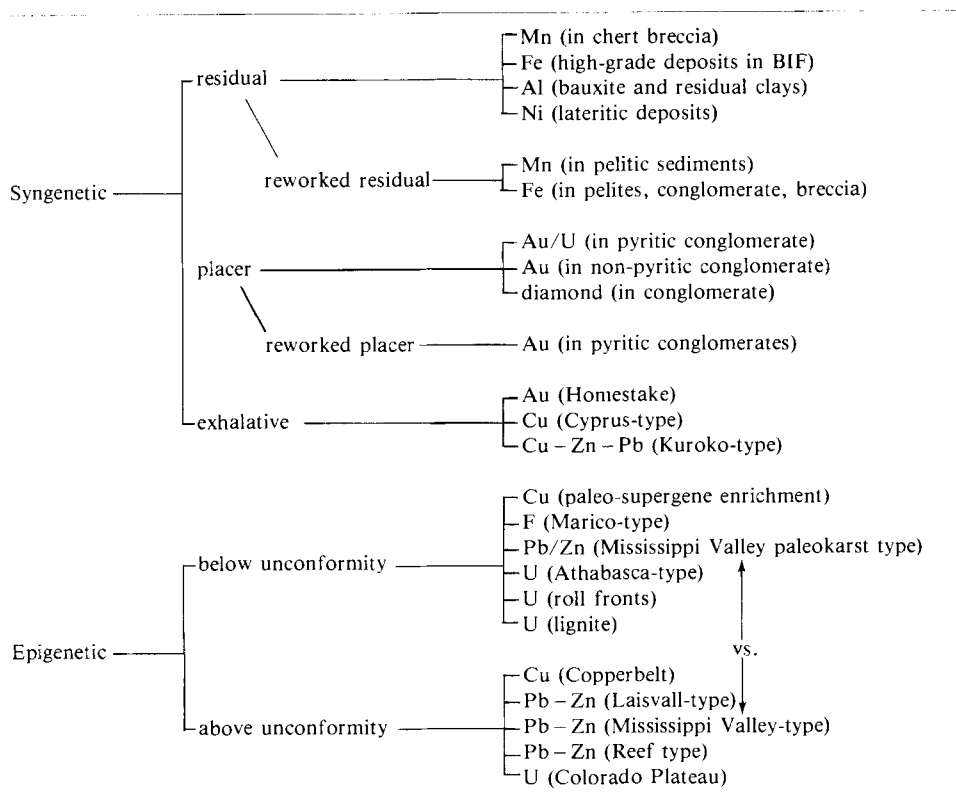 Mn (in chert breccia)
Fe (high-grade deposits in BIF)
residual
Al (bauxite and residual clays)
Ni (lateritic deposits)
Mn (in pelitic sediments)
reworked residual
Fe (in pelites, conglomerate, breccia)
Syngenetic
Au/U (in pyritic conglomerate)
placer
Au (in non-pyritic conglomerate)
diamond (in conglomerate)
reworked placer
Au (in pyritic conglomerates)
Au (Homestake)
exhalative
Cu (Cyprus-type)
Cu – Zn – Pb (Kuroko-type)
Cu (paleo-supergene enrichment)
F (Marico-type)
Pb/Zn (Mississippi Valley paleokarst type)
below unconformity
U (Athabasca-type)
U (roll fronts)
U (lignite)
Epigenetic
vs.
Cu (Copperbelt)
Pb – Zn (Laisvall-type)
above unconformity
Pb – Zn (Mississippi Valley-type)
Pb – Zn (Reef type)
U (Colorado Plateau)